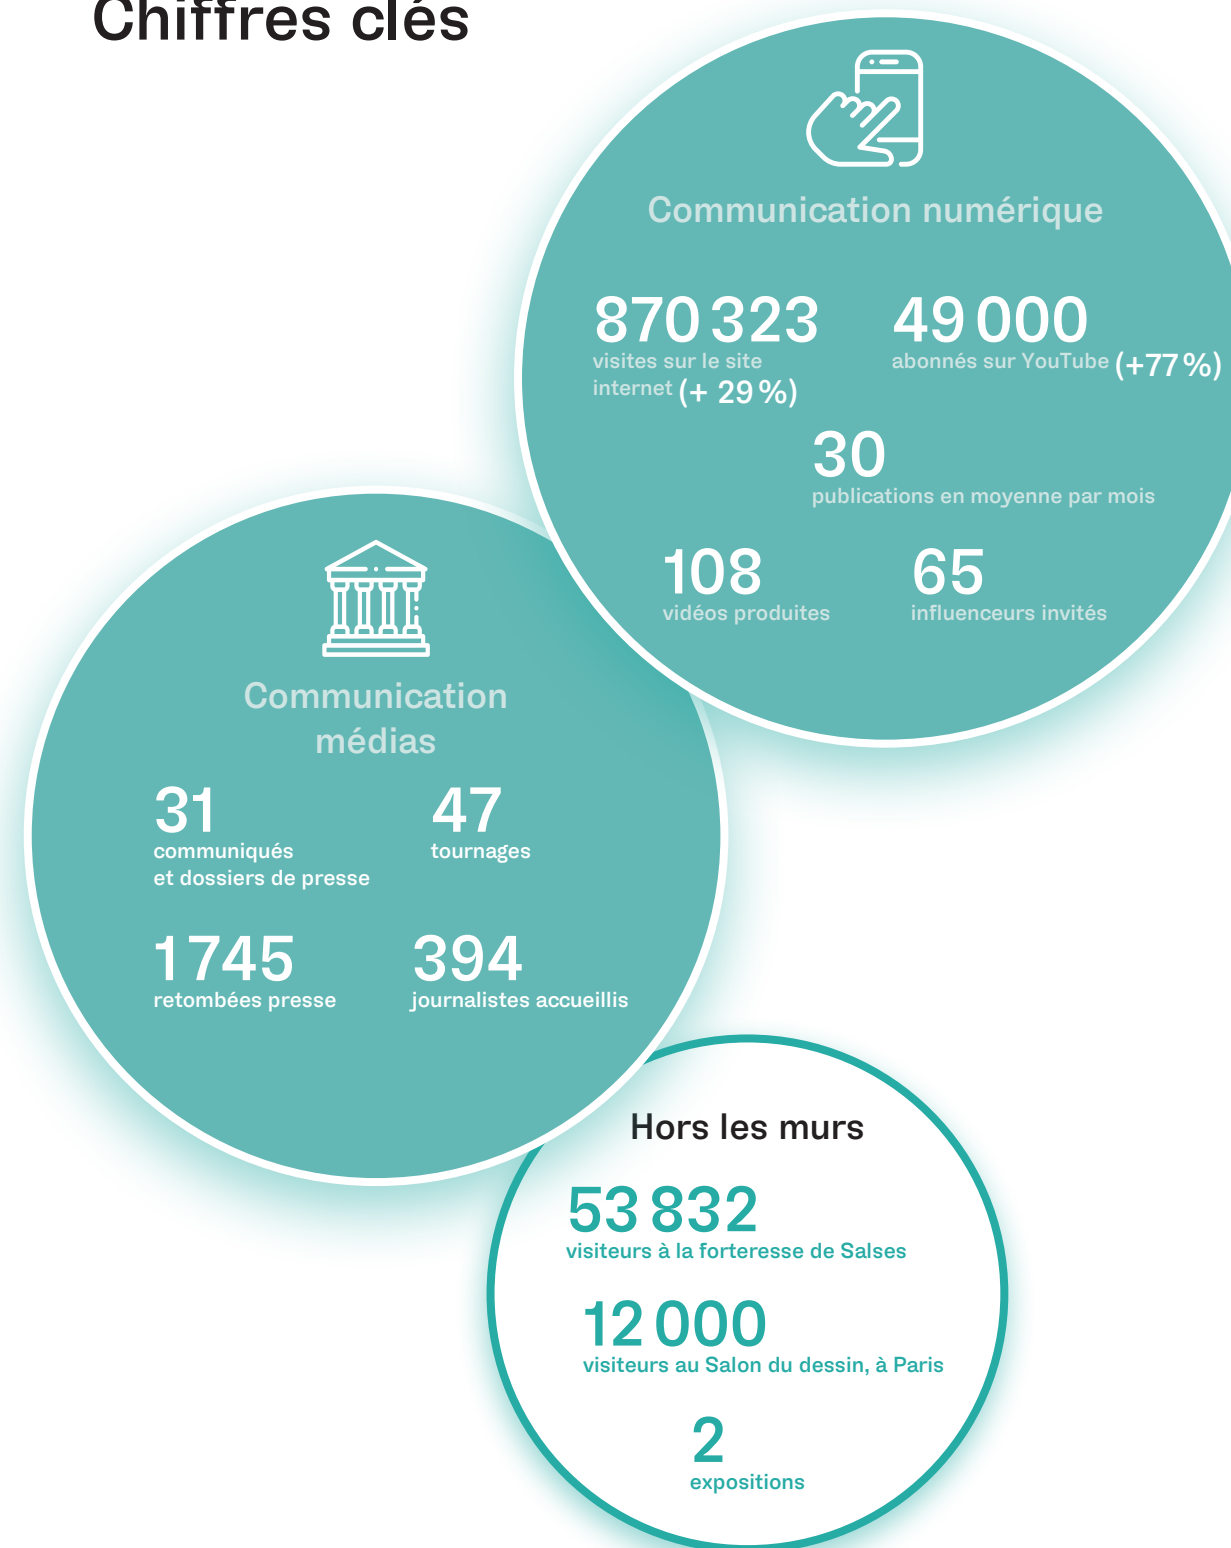 Chiffres clés
Communication numérique
870 323
visites sur le site
internet (+ 29 %)
49 000
abonnés sur YouTube (+77 %)
30
publications en moyenne par mois
108
vidéos produites
65
influenceurs invités
Communication
médias
31
communiqués
et dossiers de presse
47
tournages
1 745
retombées presse
394
journalistes accueillis
Hors les murs
53 832
visiteurs à la forteresse de Salses
12 000
visiteurs au Salon du dessin, à Paris
2
expositions